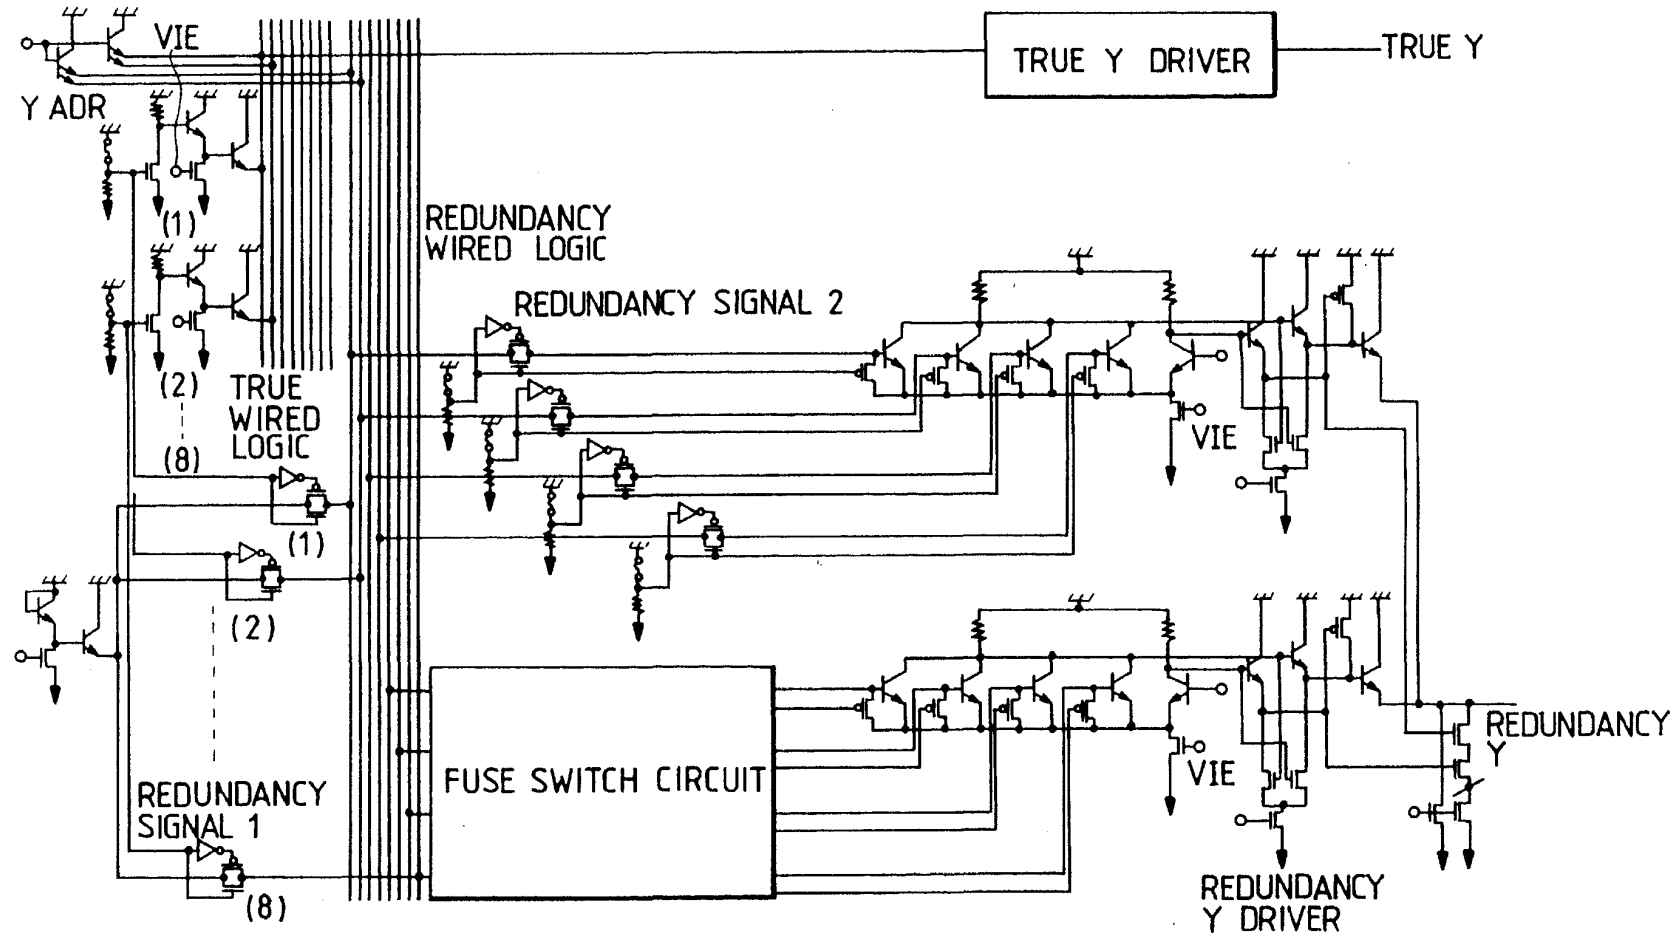 VIE
TRUE Y DRIVER
TRUE Y
Y ADR
(1)
REDUNDANCY
WIRED LOGIC
REDUNDANCY SIGNAL 2
(2)
TRUE
WIRED
LOGIC
(8)
VIE
(1)
(2)
REDUNDANCY
Y
FUSE SWITCH CIRCUIT
VIE
REDUNDANCY
SIGNAL 1
(8)
REDUNDANCY
Y DRIVER